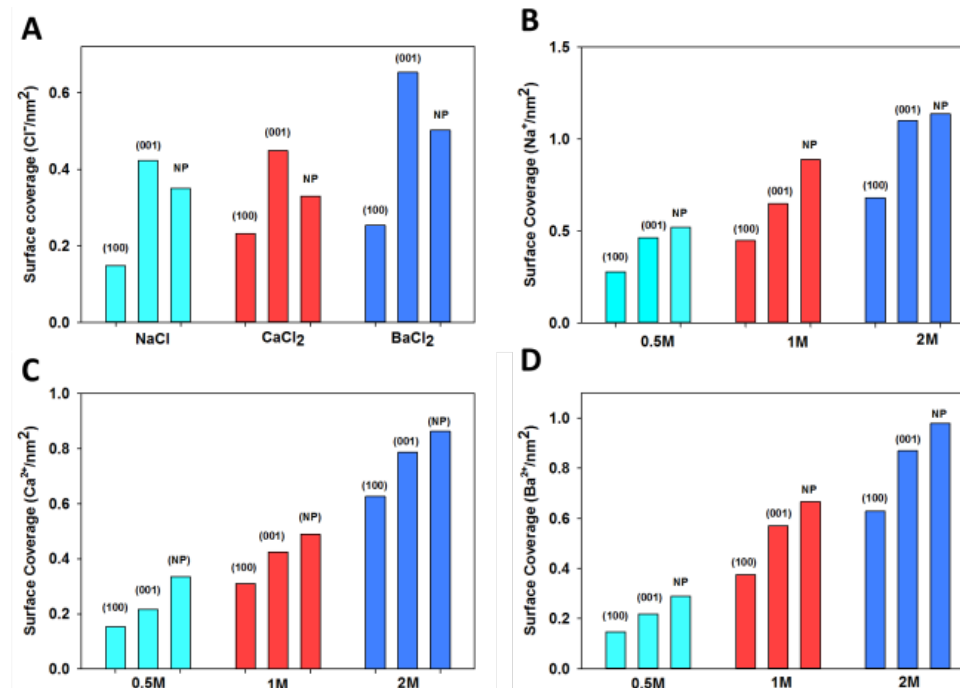 A
Surface coverage (Cl⁻/nm²)
0.6
0.4
0.2
0.0
(100)
(001)
NP
(100)
(001)
NP
(100)
(001)
NP
NaCl
CaCl₂
BaCl₂
B
Surface Coverage (Na⁺/nm²)
1.5
1.0
0.5
0.0
(100)
(001)
NP
(100)
(001)
NP
(100)
(001)
NP
0.5M
1M
2M
C
Surface Coverage (Ca²⁺/nm²)
1.0
0.8
0.6
0.4
0.2
0.0
(100)
(001)
(NP)
(100)
(001)
(NP)
(100)
(001)
(NP)
0.5M
1M
2M
D
Surface Coverage (Ba²⁺/nm²)
1.0
0.8
0.6
0.4
0.2
0.0
(100)
(001)
NP
(100)
(001)
NP
(100)
(001)
NP
0.5M
1M
2M